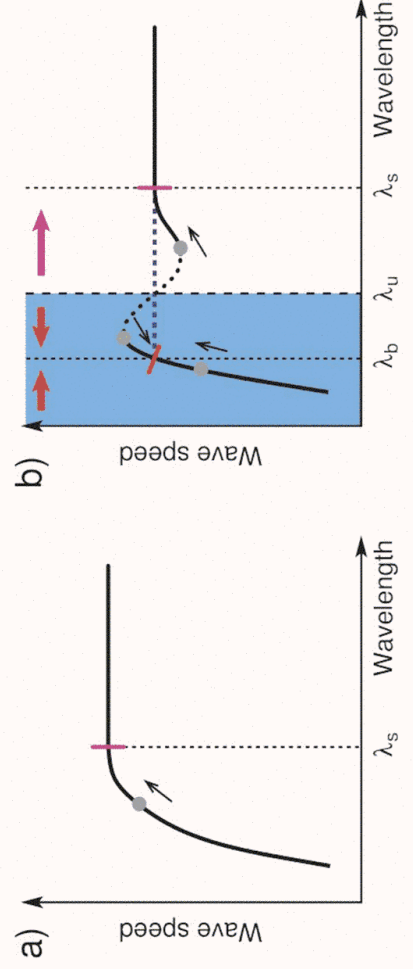 a)
Wave speed
λs
Wavelength
b)
Wave speed
λb
λu
λs
Wavelength